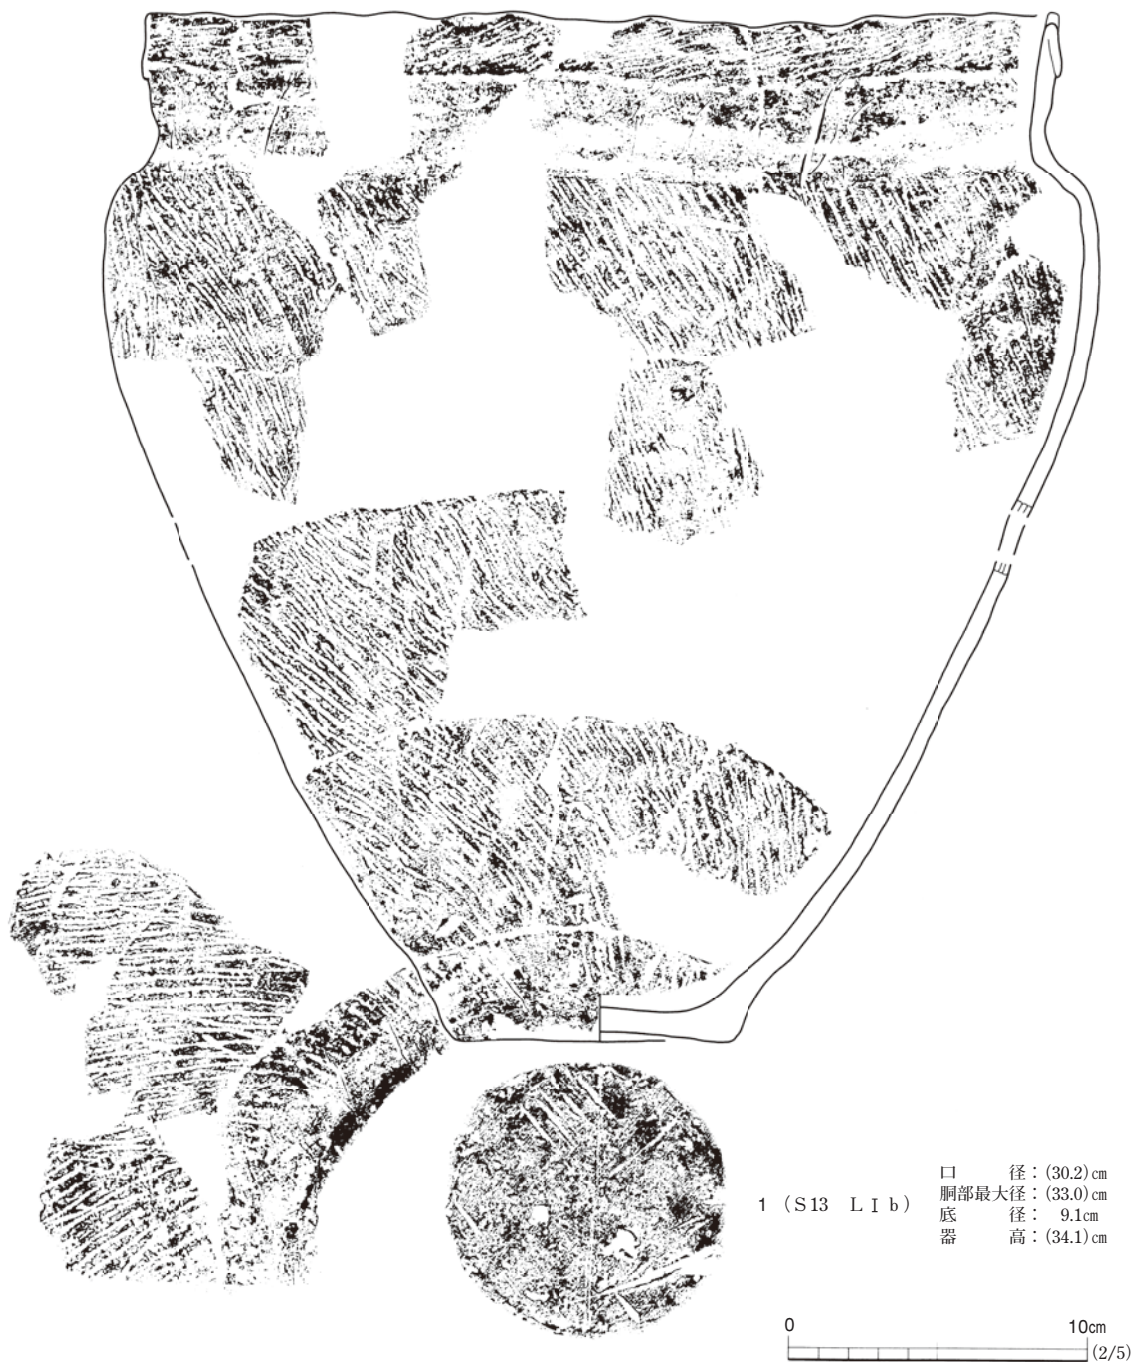 1 （S13　LⅠb）
口　　径：(30.2)㎝
胴部最大径：(33.0)㎝
底　　径：　9.1㎝
器　　高：(34.1)㎝
0　10cm
(2/5)